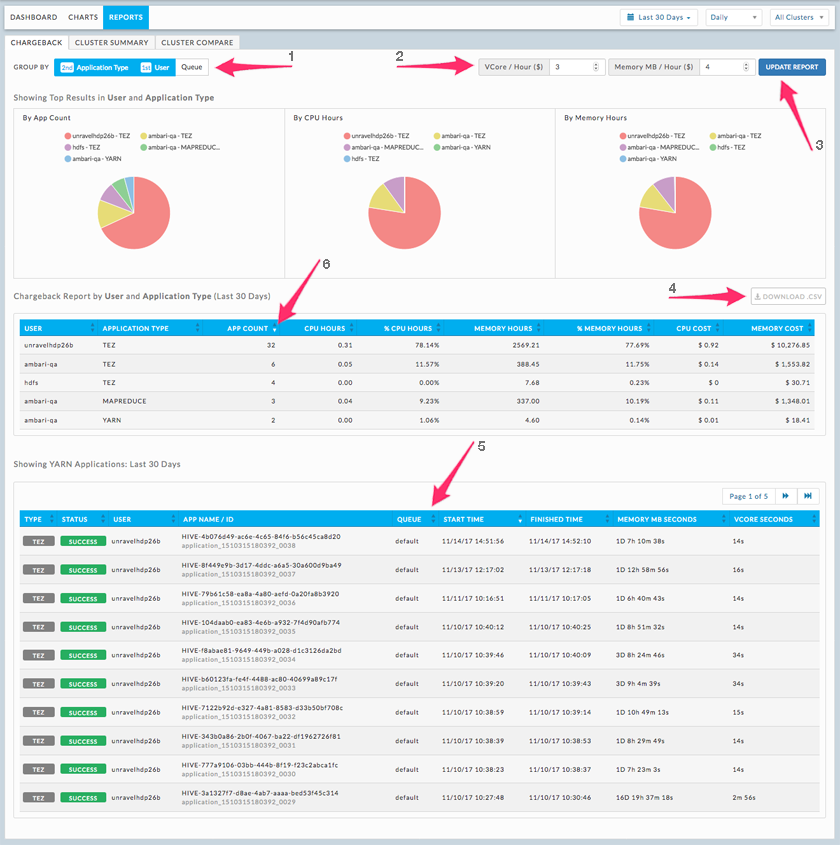 DASHBOARD CHARTS REPORTS Last 30 Days Daily All Clusters
CHARGEBACK CLUSTER SUMMARY CLUSTER COMPARE
1 2
GROUP BY 2nd Application Type 1st User Queue VCore / Hour ($) 3 Memory MB / Hour ($) 4 UPDATE REPORT
Showing Top Results in User and Application Type
3
By App Count
unravelhdp26b - TEZ ambari-qa - TEZ
hdfs - TEZ ambari-qa - MAPREDUC...
ambari-qa - YARN
By CPU Hours
unravelhdp26b - TEZ ambari-qa - TEZ
ambari-qa - MAPREDUC... ambari-qa - YARN
hdfs - TEZ
By Memory Hours
unravelhdp26b - TEZ ambari-qa - TEZ
ambari-qa - MAPREDUC... hdfs - TEZ
ambari-qa - YARN
6
4
Chargeback Report by User and Application Type (Last 30 Days) DOWNLOAD .CSV
USER APPLICATION TYPE APP COUNT CPU HOURS % CPU HOURS MEMORY HOURS % MEMORY HOURS CPU COST MEMORY COST
unravelhdp26b TEZ 32 0.31 78.14% 2569.21 77.69% $ 0.92 $ 10,276.85
ambari-qa TEZ 6 0.05 11.57% 388.45 11.75% $ 0.14 $ 1,553.82
hdfs TEZ 4 0.00 0.00% 7.68 0.23% $ 0 $ 30.71
ambari-qa MAPREDUCE 3 0.04 9.23% 337.00 10.19% $ 0.11 $ 1,348.01
ambari-qa YARN 2 0.00 1.06% 4.60 0.14% $ 0.01 $ 18.41
5
Showing YARN Applications: Last 30 Days
Page 1 of 5
TYPE STATUS USER APP NAME / ID QUEUE START TIME FINISHED TIME MEMORY MB SECONDS VCORE SECONDS
TEZ SUCCESS unravelhdp26b HIVE-4b076d49-ac6e-4c65-84f6-b56c45ca8d20 default 11/14/17 14:51:56 11/14/17 14:52:10 1D 7h 10m 38s 14s
application_1510315180392_0038
TEZ SUCCESS unravelhdp26b HIVE-8f449e9b-3d17-4ddc-a6a5-30a600d9ba49 default 11/13/17 12:17:02 11/13/17 12:17:18 1D 12h 58m 56s 16s
application_1510315180392_0037
TEZ SUCCESS unravelhdp26b HIVE-79b61c58-ea8a-4a80-aefd-0a20fa8b3920 default 11/11/17 10:16:51 11/11/17 10:17:05 1D 6h 40m 43s 14s
application_1510315180392_0036
TEZ SUCCESS unravelhdp26b HIVE-104daab0-ea83-4e6b-a932-7f4d90afb774 default 11/10/17 10:40:12 11/10/17 10:40:25 1D 8h 51m 32s 14s
application_1510315180392_0035
TEZ SUCCESS unravelhdp26b HIVE-f8abae81-9649-449b-a028-d1c3126da2bd default 11/10/17 10:39:46 11/10/17 10:40:09 3D 8h 24m 46s 34s
application_1510315180392_0034
TEZ SUCCESS unravelhdp26b HIVE-b60123fa-fe4f-4488-ac80-40699a89c17f default 11/10/17 10:39:20 11/10/17 10:39:43 3D 9h 4m 39s 34s
application_1510315180392_0033
TEZ SUCCESS unravelhdp26b HIVE-7122b92d-e327-4a81-8583-d33b50bf708c default 11/10/17 10:38:59 11/10/17 10:39:14 1D 10h 49m 13s 15s
application_1510315180392_0032
TEZ SUCCESS unravelhdp26b HIVE-343b0a86-2b0f-4067-ba22-df1962726f81 default 11/10/17 10:38:39 11/10/17 10:38:53 1D 8h 29m 49s 14s
application_1510315180392_0031
TEZ SUCCESS unravelhdp26b HIVE-777a9106-03bb-444b-8f19-f23c2abca1fc default 11/10/17 10:38:23 11/10/17 10:38:37 1D 7h 23m 3s 14s
application_1510315180392_0030
TEZ SUCCESS unravelhdp26b HIVE-3a1327f7-d8ae-4ab7-aaaa-bed53f45c314 default 11/10/17 10:27:48 11/10/17 10:30:46 16D 19h 37m 18s 2m 56s
application_1510315180392_0029